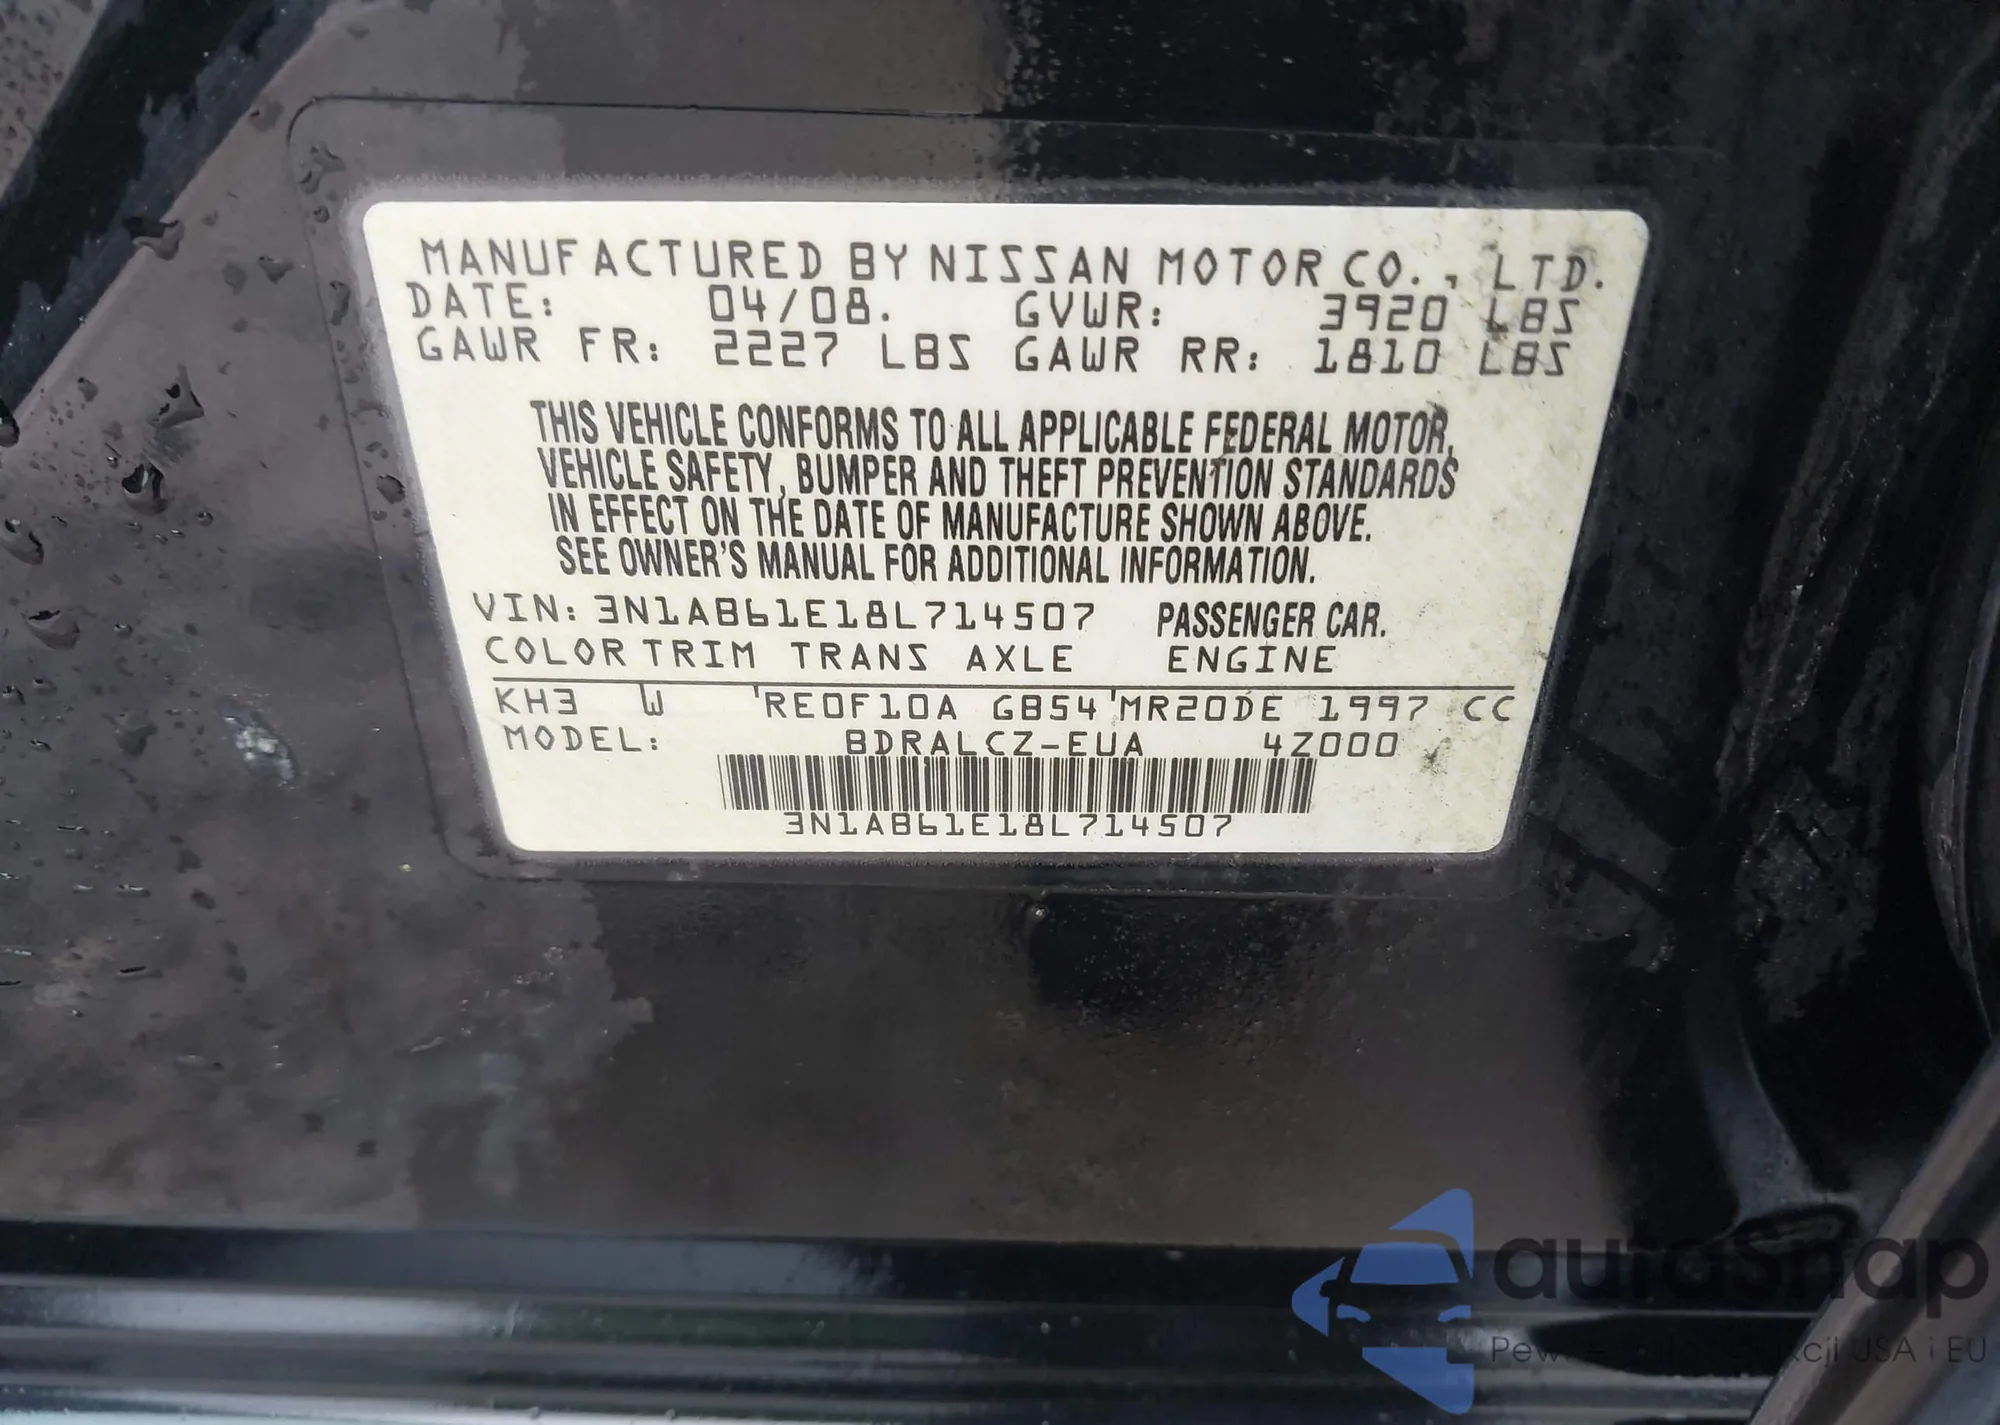 MANUFACTURED BY NISSAN MOTOR CO., LTD.
DATE: 04/08. GVWR: 3920 LBS
GAWR FR: 2227 LBS GAWR RR: 1810 LBS
THIS VEHICLE CONFORMS TO ALL APPLICABLE FEDERAL MOTOR,
VEHICLE SAFETY, BUMPER AND THEFT PREVENTION STANDARDS
IN EFFECT ON THE DATE OF MANUFACTURE SHOWN ABOVE.
SEE OWNER'S MANUAL FOR ADDITIONAL INFORMATION.
VIN: 3N1AB61E18L714507 PASSENGER CAR.
COLOR TRIM TRANS AXLE ENGINE
KH3 W 'RE0F10A GB54'MR20DE 1997 CC
MODEL: BDRALCZ-EUA 4Z000
3N1AB61E18L714507
autoSnap
USA i EU